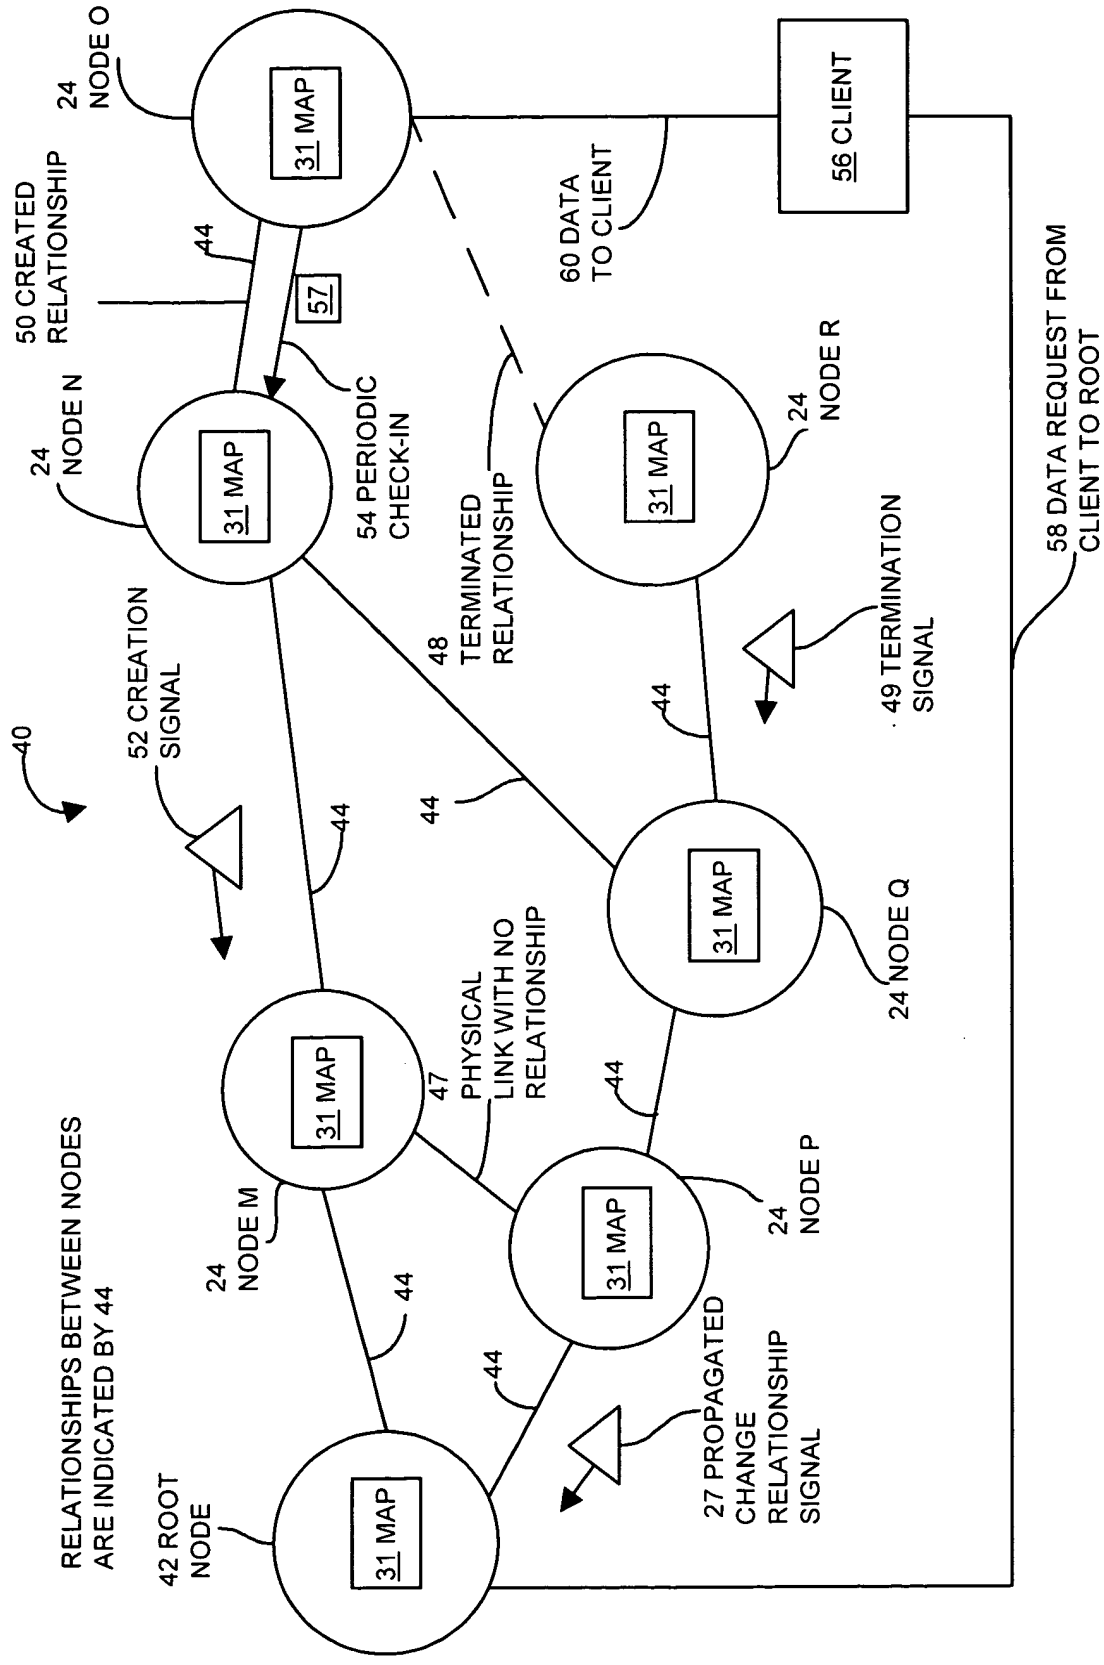 RELATIONSHIPS BETWEEN NODES
ARE INDICATED BY 44
40
42 ROOT
NODE
31 MAP
24
NODE M
31 MAP
52 CREATION
SIGNAL
24
NODE N
31 MAP
50 CREATED
RELATIONSHIP
24
NODE O
31 MAP
44
57
54 PERIODIC
CHECK-IN
44
44
44
44
47
PHYSICAL
LINK WITH NO
RELATIONSHIP
48
TERMINATED
RELATIONSHIP
60 DATA
TO CLIENT
31 MAP
24
NODE P
44
31 MAP
24 NODE Q
44
31 MAP
24
NODE R
27 PROPAGATED
CHANGE
RELATIONSHIP
SIGNAL
49 TERMINATION
SIGNAL
56 CLIENT
58 DATA REQUEST FROM
CLIENT TO ROOT